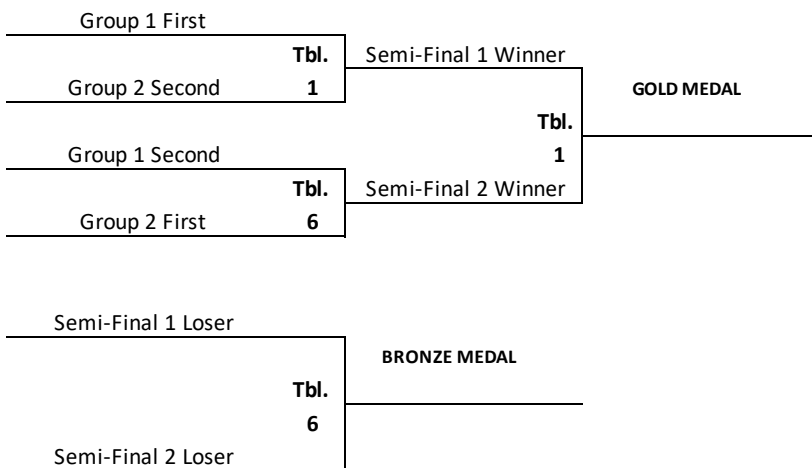 Group 1 First
Tbl. Semi-Final 1 Winner
Group 2 Second 1 GOLD MEDAL
Tbl.
Group 1 Second 1
Tbl. Semi-Final 2 Winner
Group 2 First 6
Semi-Final 1 Loser
BRONZE MEDAL
Tbl.
6
Semi-Final 2 Loser